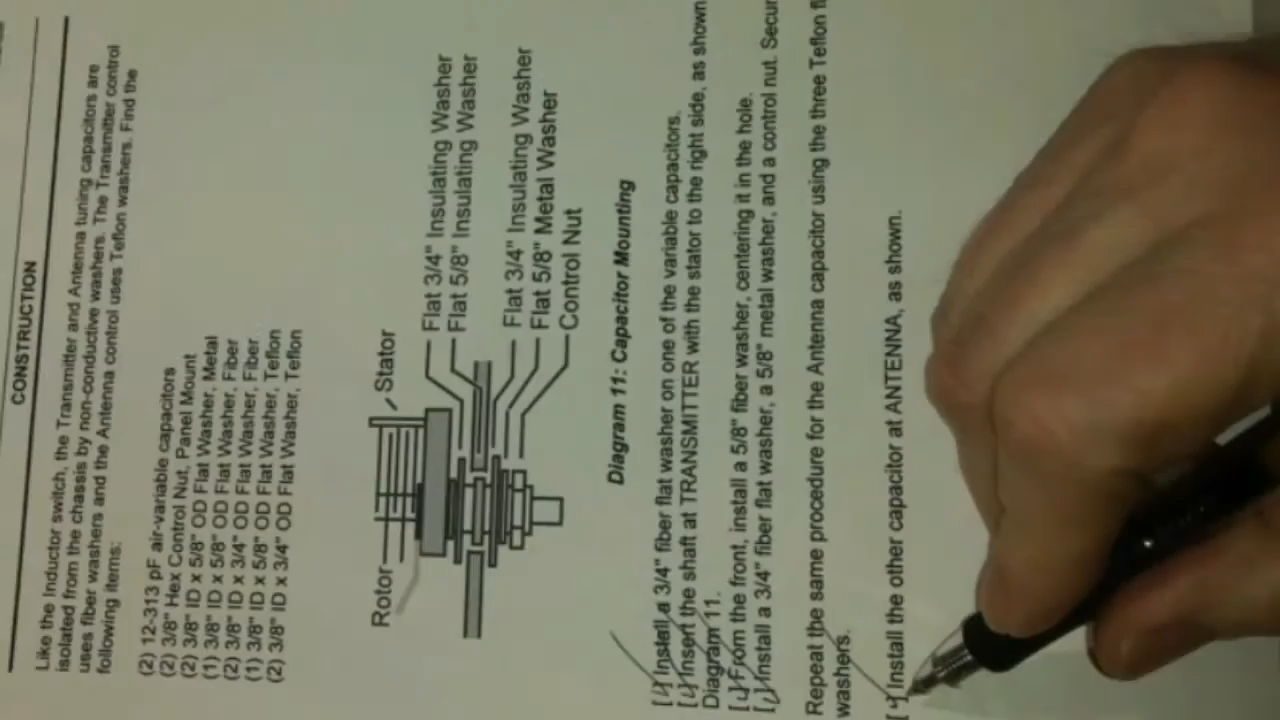 CONSTRUCTION
Like the Inductor switch, the Transmitter and Antenna tuning capacitors are
isolated from the chassis by non-conductive washers. The Transmitter control
uses fiber washers and the Antenna control uses Teflon washers. Find the
following items:
(2) 12-313 pF air-variable capacitors
(2) 3/8" Hex Control Nut, Panel Mount
(2) 3/8" ID x 5/8" OD Flat Washer, Metal
(1) 3/8" ID x 5/8" OD Flat Washer, Fiber
(2) 3/8" ID x 3/4" OD Flat Washer, Fiber
(1) 3/8" ID x 5/8" OD Flat Washer, Teflon
(2) 3/8" ID x 3/4" OD Flat Washer, Teflon
Rotor
Stator
Flat 3/4" Insulating Washer
Flat 5/8" Insulating Washer
Flat 3/4" Insulating Washer
Flat 5/8" Metal Washer
Control Nut
Diagram 11: Capacitor Mounting
[ ] Install a 3/4" fiber flat washer on one of the variable capacitors.
[ ] Insert the shaft at TRANSMITTER with the stator to the right side, as shown
Diagram 11.
[ ] From the front, install a 5/8" fiber washer, centering it in the hole.
[ ] Install a 3/4" fiber flat washer, a 5/8" metal washer, and a control nut. Secur
Repeat the same procedure for the Antenna capacitor using the three Teflon fl
washers.
[ ] Install the other capacitor at ANTENNA, as shown.